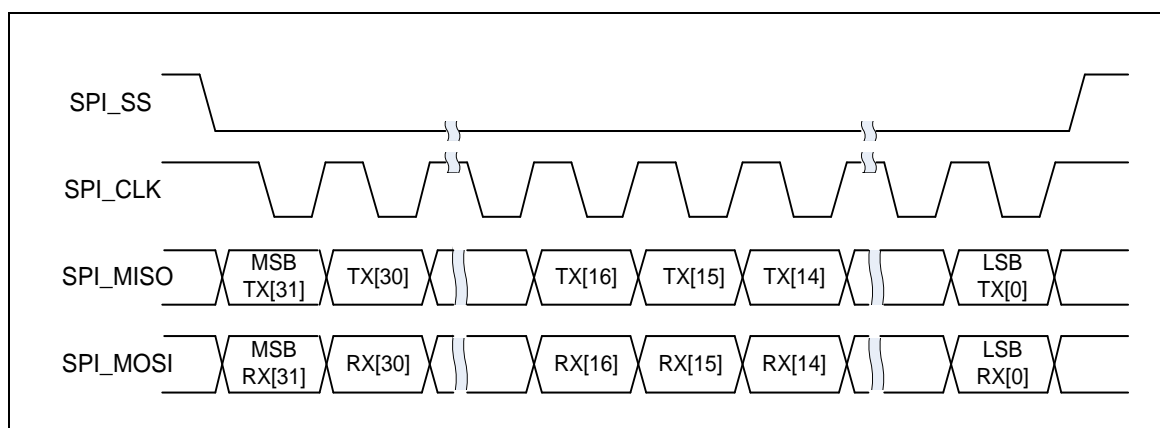 SPI_SS
SPI_CLK
SPI_MISO
MSB
TX[31]
TX[30]
TX[16]
TX[15]
TX[14]
LSB
TX[0]
SPI_MOSI
MSB
RX[31]
RX[30]
RX[16]
RX[15]
RX[14]
LSB
RX[0]